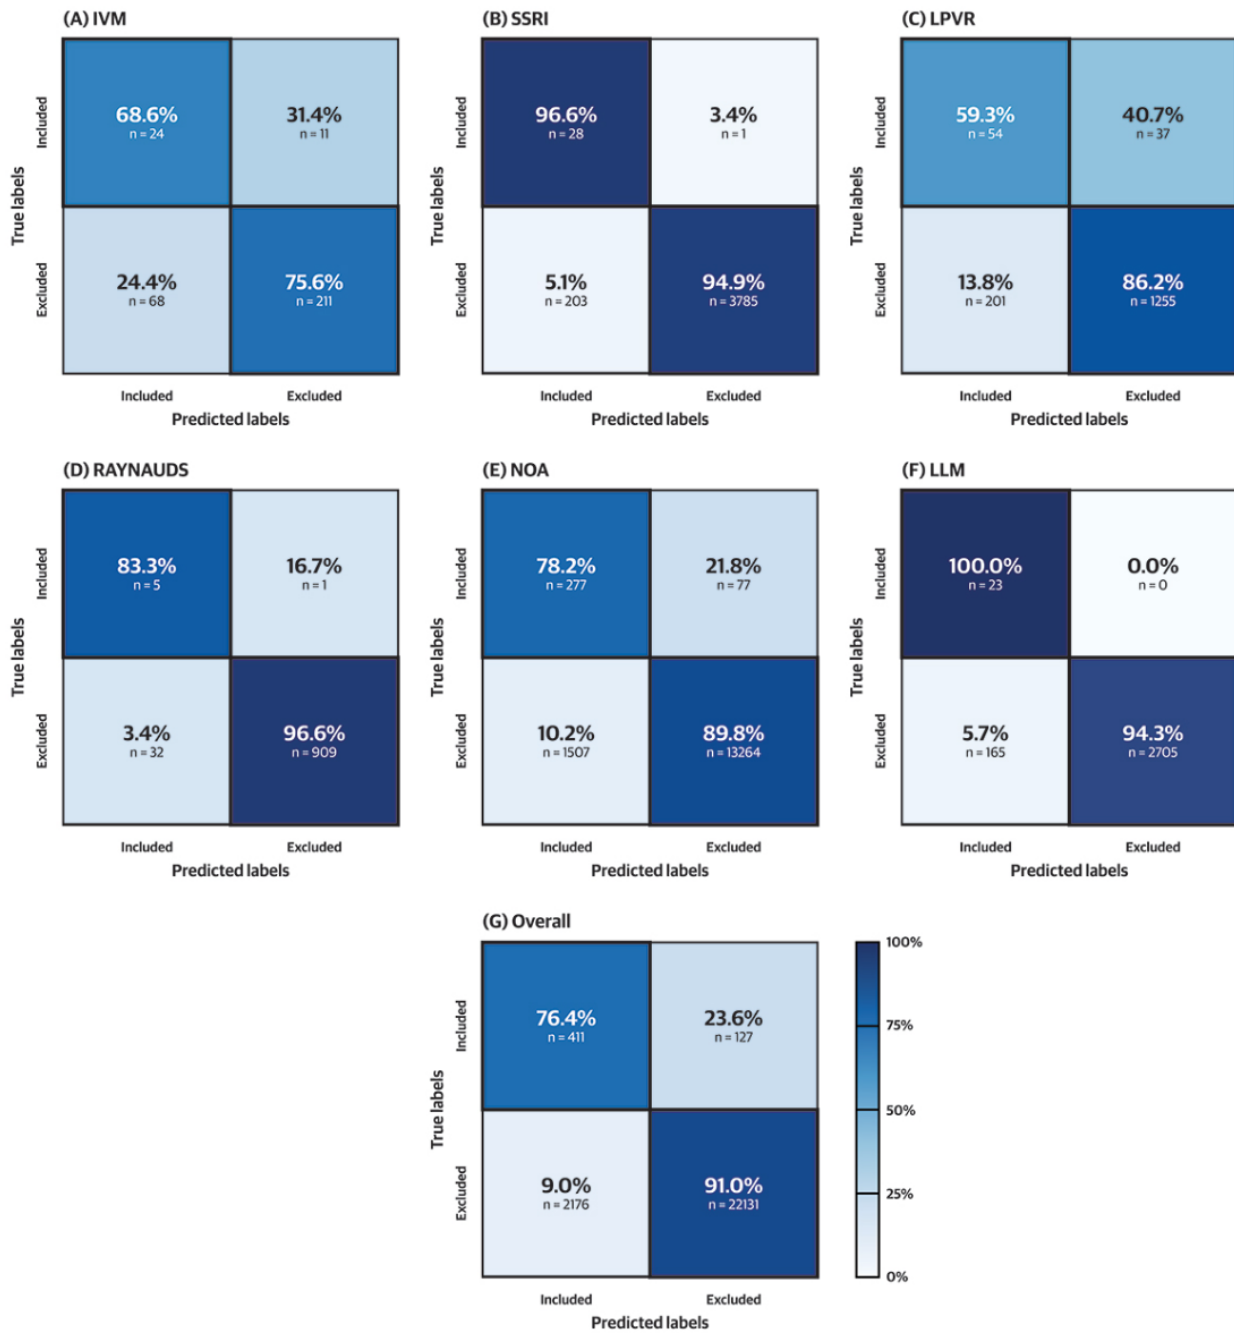 (A) IVM
68.6%
n = 24
31.4%
n = 11
24.4%
n = 68
75.6%
n = 211
True labels
Included
Excluded
Included
Excluded
Predicted labels
(B) SSRI
96.6%
n = 28
3.4%
n = 1
5.1%
n = 203
94.9%
n = 3785
True labels
Included
Excluded
Included
Excluded
Predicted labels
(C) LPVR
59.3%
n = 54
40.7%
n = 37
13.8%
n = 201
86.2%
n = 1255
True labels
Included
Excluded
Included
Excluded
Predicted labels
(D) RAYNAUDS
83.3%
n = 5
16.7%
n = 1
3.4%
n = 32
96.6%
n = 909
True labels
Included
Excluded
Included
Excluded
Predicted labels
(E) NOA
78.2%
n = 277
21.8%
n = 77
10.2%
n = 1507
89.8%
n = 13264
True labels
Included
Excluded
Included
Excluded
Predicted labels
(F) LLM
100.0%
n = 23
0.0%
n = 0
5.7%
n = 165
94.3%
n = 2705
True labels
Included
Excluded
Included
Excluded
Predicted labels
(G) Overall
76.4%
n = 411
23.6%
n = 127
9.0%
n = 2176
91.0%
n = 22131
True labels
Included
Excluded
Included
Excluded
Predicted labels
100%
75%
50%
25%
0%